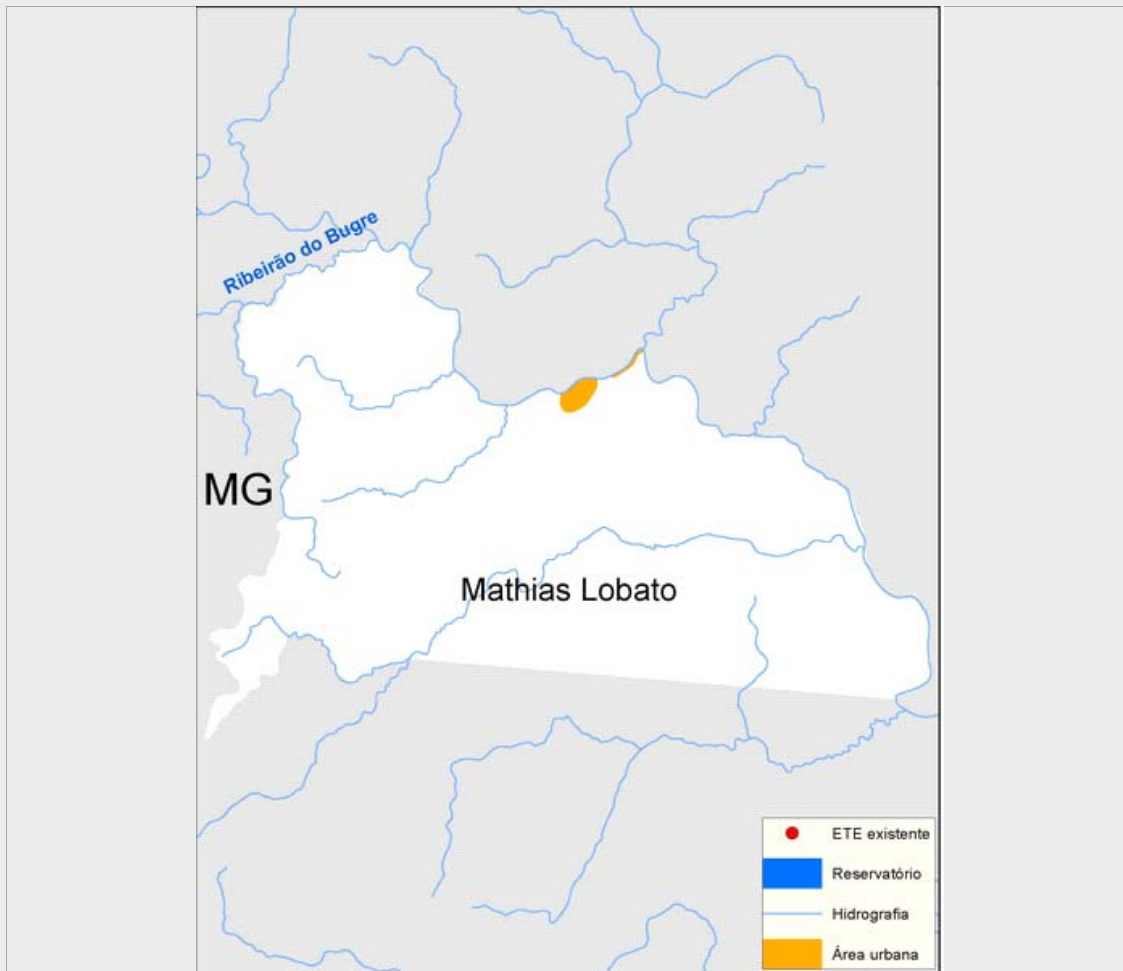 Ribeirão do Bugre
MG
Mathias Lobato
ETE existente
Reservatório
Hidrografia
Área urbana